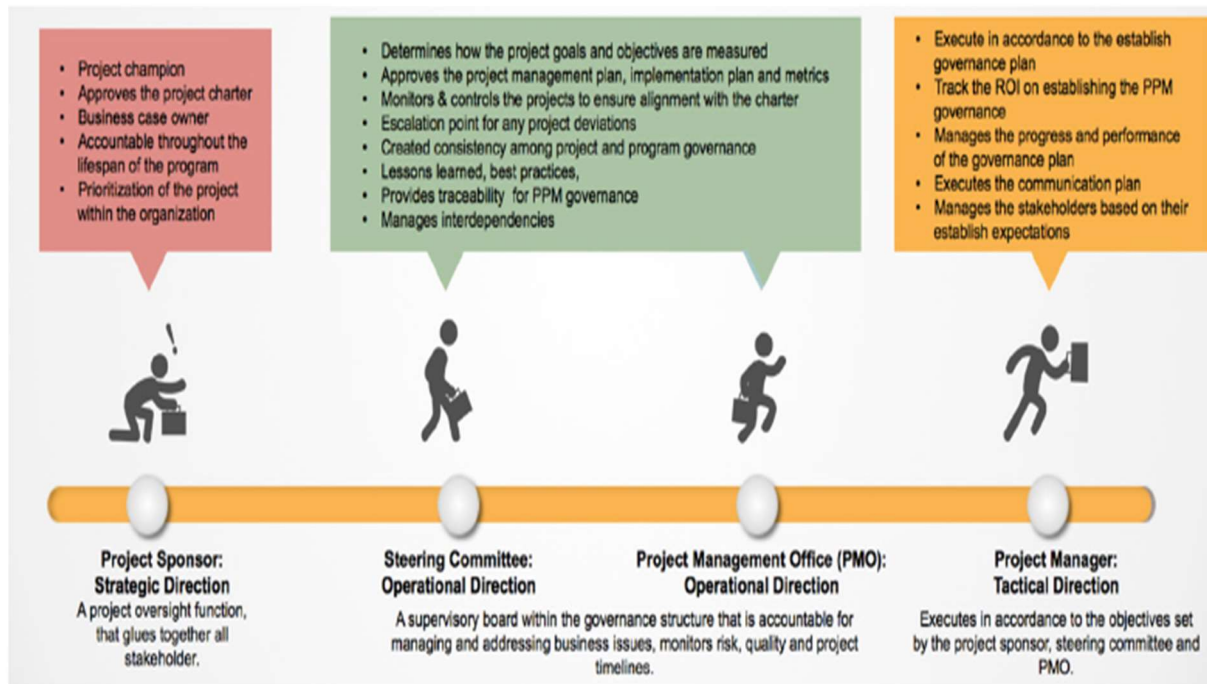 • Project champion
• Approves the project charter
• Business case owner
• Accountable throughout the
lifespan of the program
• Prioritization of the project
within the organization
• Determines how the project goals and objectives are measured
• Approves the project management plan, implementation plan and metrics
• Monitors & controls the projects to ensure alignment with the charter
• Escalation point for any project deviations
• Created consistency among project and program governance
• Lessons learned, best practices,
• Provides traceability for PPM governance
• Manages interdependencies
• Execute in accordance to the establish
governance plan
• Track the ROI on establishing the PPM
governance
• Manages the progress and performance
of the governance plan
• Executes the communication plan
• Manages the stakeholders based on their
establish expectations
!
Project Sponsor:
Strategic Direction
A project oversight function,
that glues together all
stakeholder.
Steering Committee:
Operational Direction
Project Management Office (PMO):
Operational Direction
A supervisory board within the governance structure that is accountable for
managing and addressing business issues, monitors risk, quality and project
timelines.
Project Manager:
Tactical Direction
Executes in accordance to the objectives set
by the project sponsor, steering committee and
PMO.